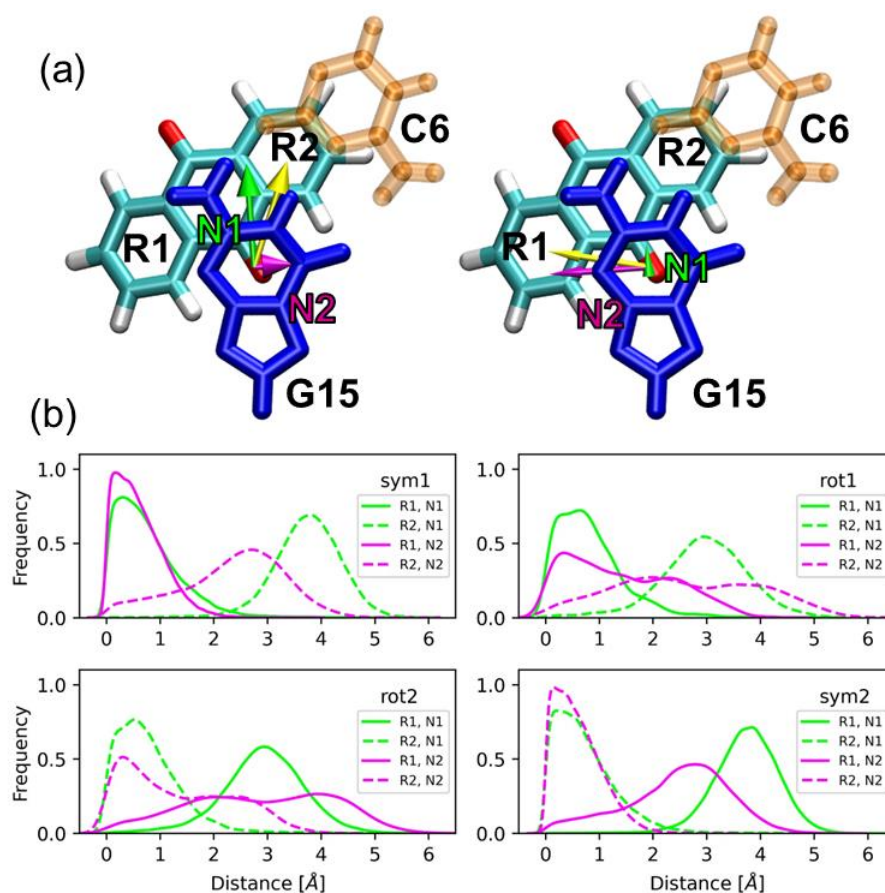 (a)
R2
C6
N1
R1
N2
G15
R2
C6
R1
N1
N2
G15
(b)
sym1
R1, N1
R2, N1
R1, N2
R2, N2
Frequency
1.0
0.5
0.0
0 1 2 3 4 5 6
rot1
R1, N1
R2, N1
R1, N2
R2, N2
1.0
0.5
0.0
0 1 2 3 4 5 6
rot2
R1, N1
R2, N1
R1, N2
R2, N2
Frequency
1.0
0.5
0.0
0 1 2 3 4 5 6
Distance [Å]
sym2
R1, N1
R2, N1
R1, N2
R2, N2
1.0
0.5
0.0
0 1 2 3 4 5 6
Distance [Å]